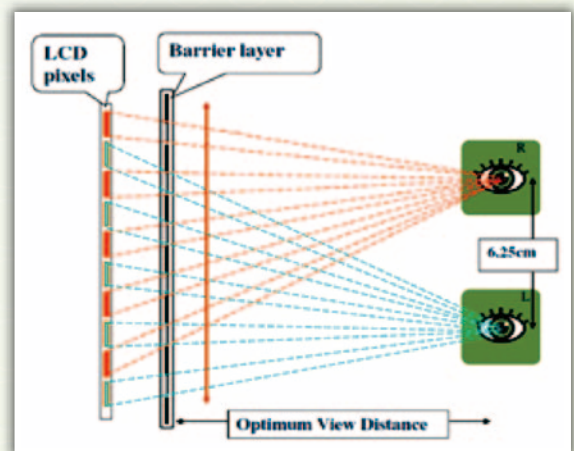 LCD
pixels
Barrier layer
R
6.25cm
L
Optimum View Distance